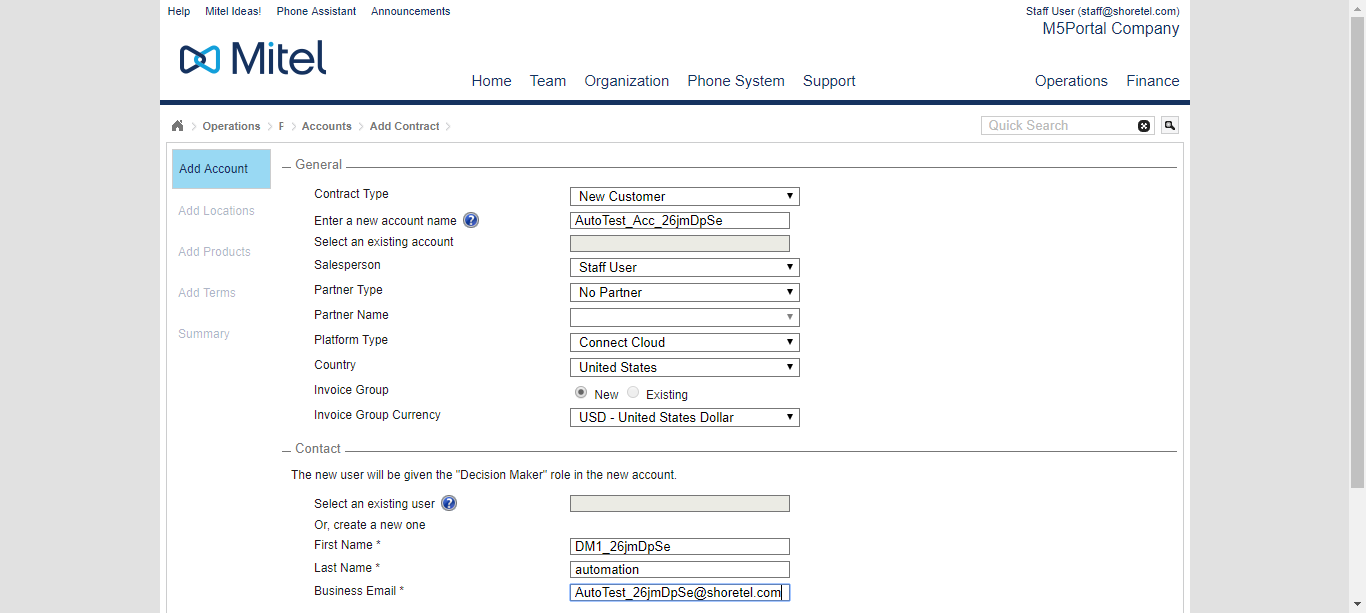 Help Mitel Ideas! Phone Assistant Announcements Staff User (staff@shoretel.com)
M5Portal Company
Mitel
Home Team Organization Phone System Support Operations Finance
Operations F Accounts Add Contract Quick Search
Add Account
Add Locations
Add Products
Add Terms
Summary
General
Contract Type New Customer
Enter a new account name ? AutoTest_Acc_26jmDpSe
Select an existing account
Salesperson Staff User
Partner Type No Partner
Partner Name
Platform Type Connect Cloud
Country United States
Invoice Group New Existing
Invoice Group Currency USD - United States Dollar
Contact
The new user will be given the "Decision Maker" role in the new account.
Select an existing user ?
Or, create a new one
First Name * DM1_26jmDpSe
Last Name * automation
Business Email * AutoTest_26jmDpSe@shoretel.com